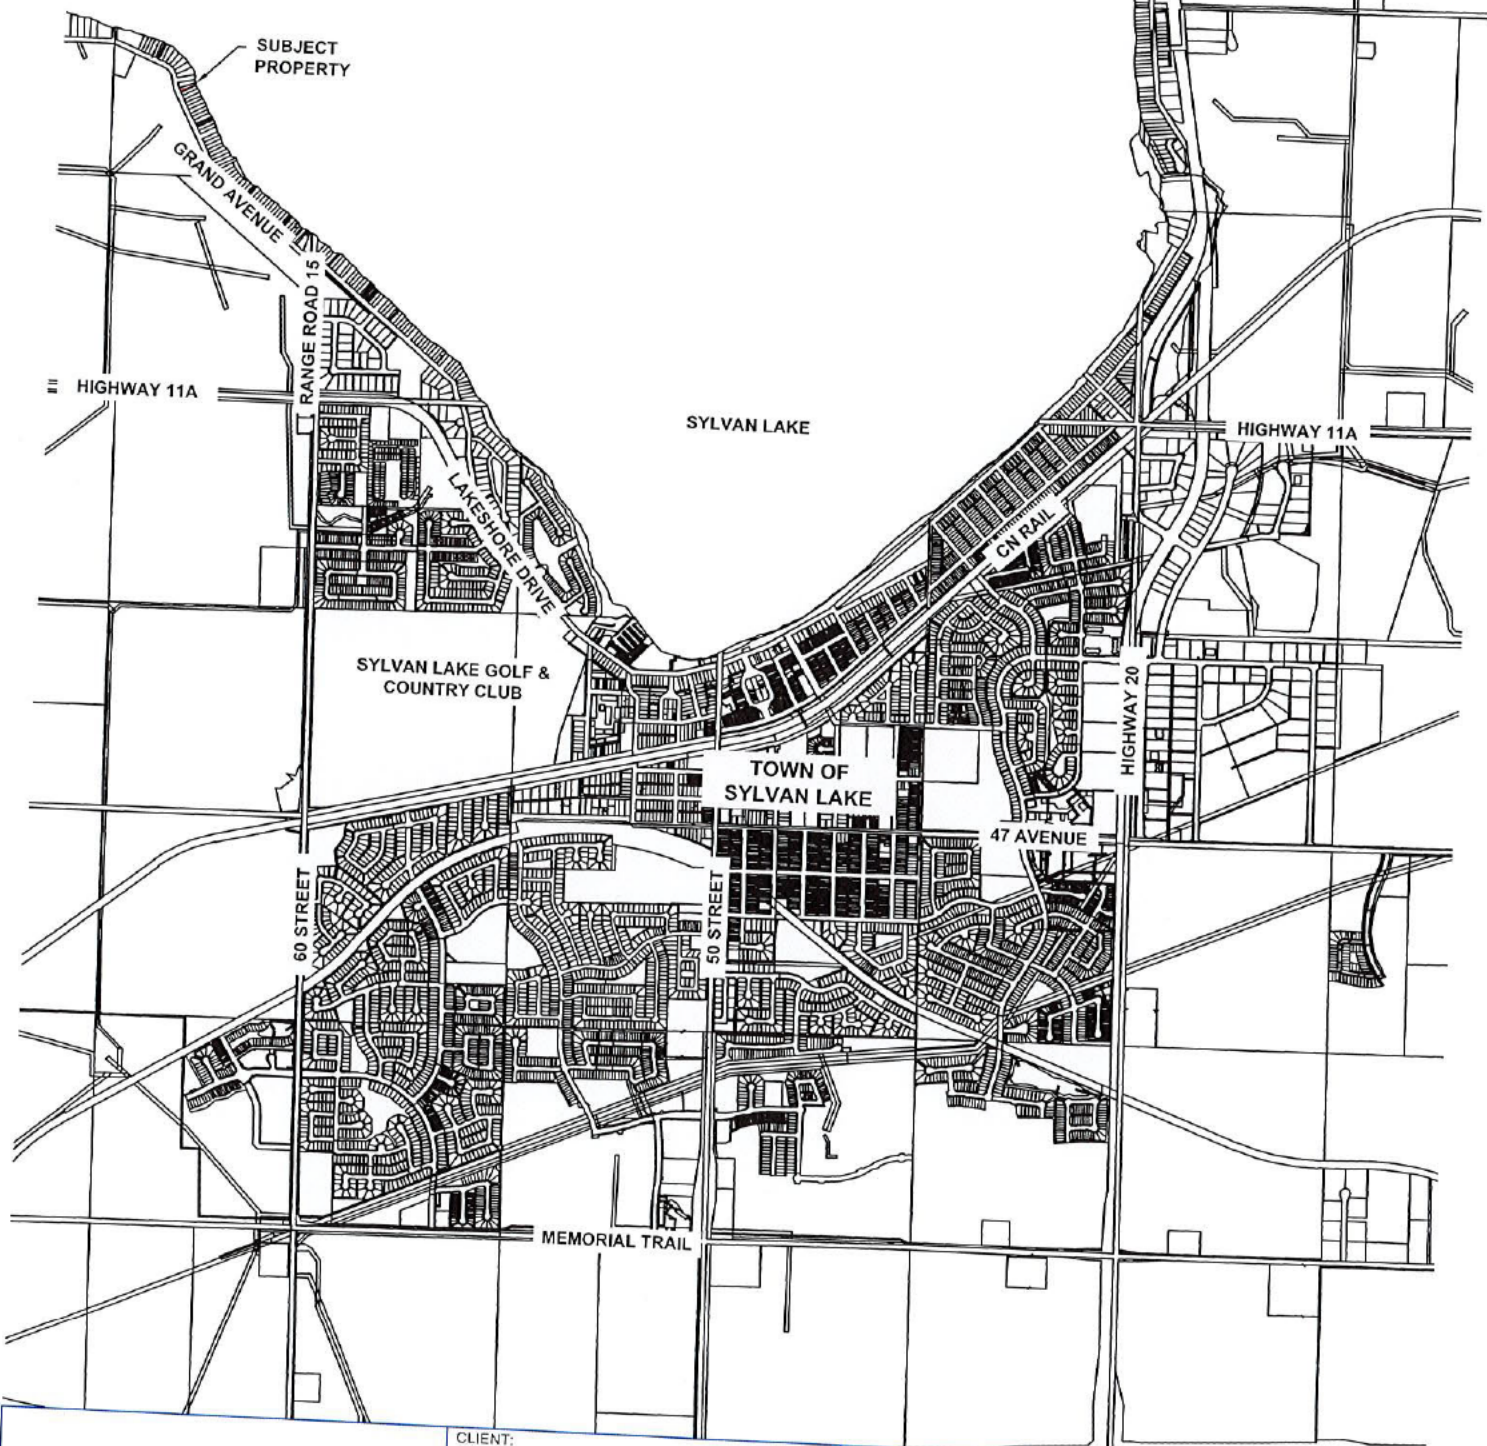 SUBJECT
PROPERTY
GRAND AVENUE
RANGE ROAD 15
HIGHWAY 11A
SYLVAN LAKE
HIGHWAY 11A
LAKESHORE DRIVE
CN RAIL
SYLVAN LAKE GOLF &
COUNTRY CLUB
HIGHWAY 20
TOWN OF
SYLVAN LAKE
47 AVENUE
60 STREET
50 STREET
MEMORIAL TRAIL
CLIENT: